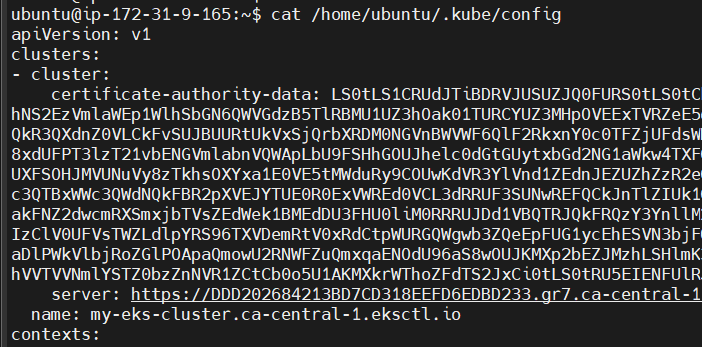 ubuntu@ip-172-31-9-165:~$ cat /home/ubuntu/.kube/config
apiVersion: v1
clusters:
- cluster:
    certificate-authority-data: LS0tLS1CRUdJTiBDRVJUSUZJQ0FURS0tLS0tC
hNS2EzVmlaWEp1WlhSbGN6QWVGdzB5TlRBMU1UZ3hOak01TURCYUZ3MHpOVEExTVRZeE5
QkR3QXdnZ0VLCkFvSUJBUURtUkVxSjQrbXRDM0NGVnBWVWF6QlF2RkxnY0c0TFZjUFdsW
8xdUFPT3lzT21vbENGVmlabnVQWApLbU9FSHhGOUJhelc0dGtGUytxbGd2NG1aWkw4TXF
UXFSOHJMVUNuVy8zTkhsOXYxa1E0VE5tMWduRy9COUwKdVR3YlVnd1ZEdnJEZUZhZzR2e
c3QTBxWWc3QWdNQkFBR2pXVEJYTUE0R0ExVWREd0VCL3dRRUF3SUNwREFQCkJnTlZIUk1
akFNZ2dwcmRXSmxjbTVsZEdWek1BMEdDU3FHU0liM0RRRUJDd1VBQTRJQkFRQzY3YnllM
IzClV0UFVsTWZLdlpYRS96TXVDemRtV0xRdCtpWURGQWgwb3ZQeEpFUG1ycEhESVN3bjF
aDlPWkVlbjRoZGlPOApaQmowU2RNWFZuQmxqaENOdU96aS8wOUJKMXp2bEZJMzhLSHlmK
hVVTVVNmlYSTZ0bzZnNVR1ZCtCb0o5U1AKMXkrWThoZFdTS2JxCi0tLS0tRU5EIENFUlR
    server: https://DDD202684213BD7CD318EEFD6EDBD233.gr7.ca-central-1
  name: my-eks-cluster.ca-central-1.eksctl.io
contexts: